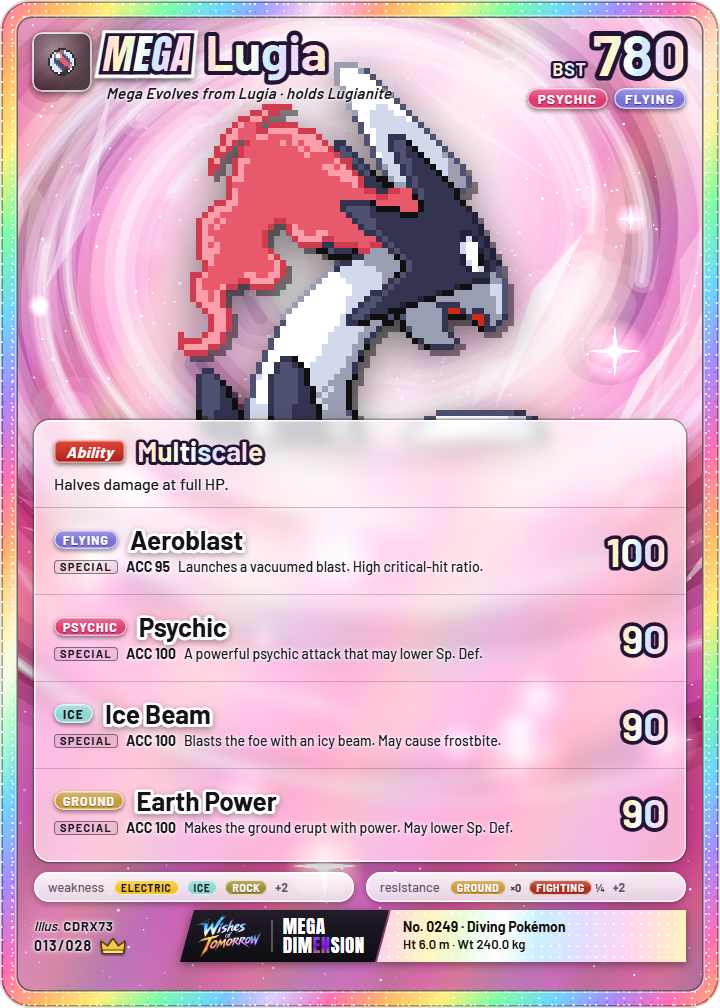 MEGA Lugia
BST 780
Mega Evolves from Lugia · holds Lugianite
PSYCHIC FLYING
Ability Multiscale
Halves damage at full HP.
FLYING Aeroblast 100
SPECIAL ACC 95 Launches a vacuumed blast. High critical-hit ratio.
PSYCHIC Psychic 90
SPECIAL ACC 100 A powerful psychic attack that may lower Sp. Def.
ICE Ice Beam 90
SPECIAL ACC 100 Blasts the foe with an icy beam. May cause frostbite.
GROUND Earth Power 90
SPECIAL ACC 100 Makes the ground erupt with power. May lower Sp. Def.
weakness ELECTRIC ICE ROCK +2
resistance GROUND ×0 FIGHTING ¼ +2
Illus. CDRX73
013/028
Wishes of Tomorrow
MEGA DIMENSION
No. 0249 · Diving Pokémon
Ht 6.0 m · Wt 240.0 kg